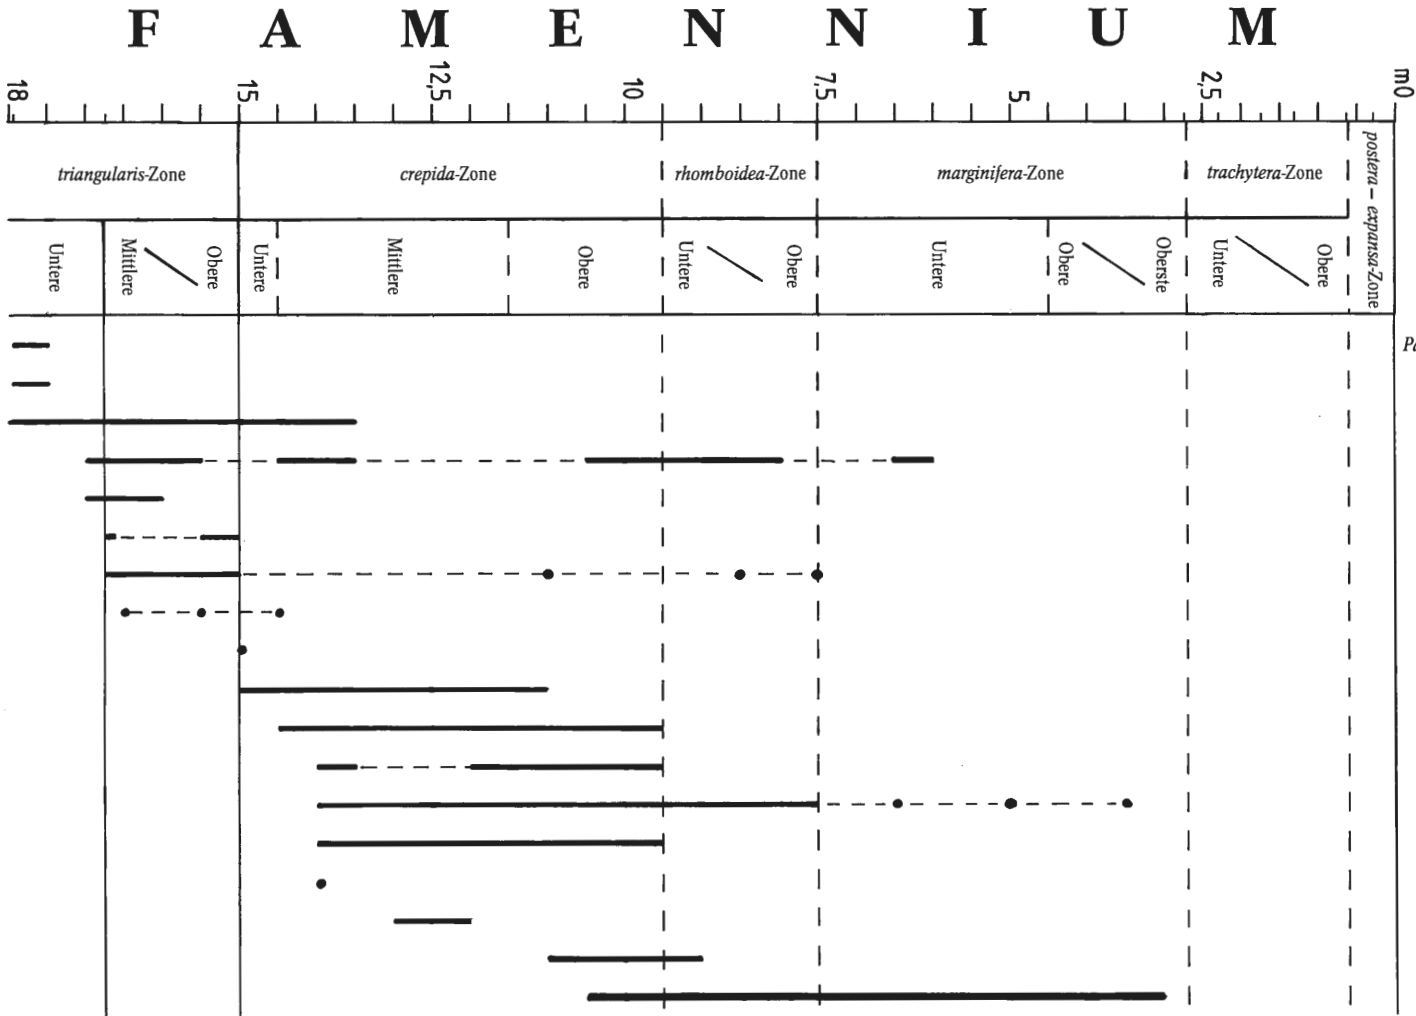 F A M E N N I U M
18 15 12,5 10 7,5 5 2,5 m0
triangularis-Zone crepida-Zone rhomboidea-Zone marginifera-Zone trachytera-Zone postera – expansa-Zone
Untere Mittlere Obere Untere Mittlere Obere Untere Obere Untere Obere Oberste Untere Obere